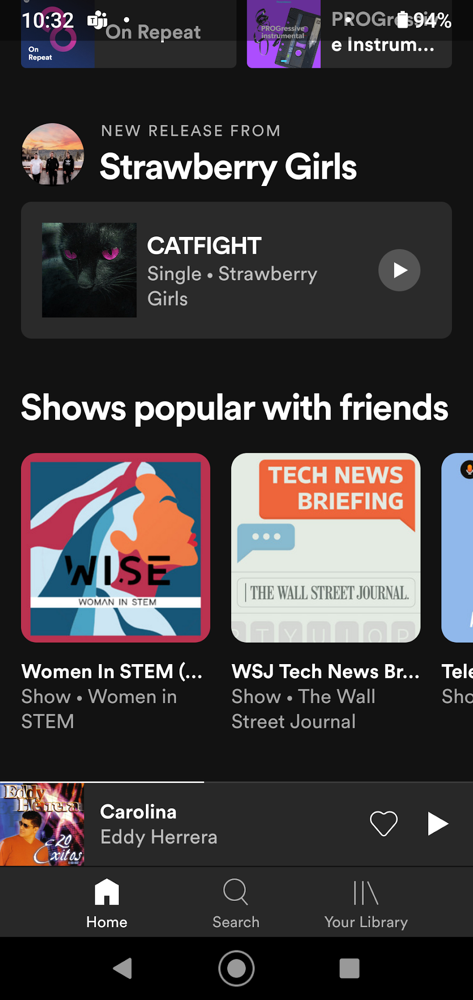 10:32
94%
On Repeat
On
Repeat
PROGressive
instrumental
PROGressiv
e Instrum...
NEW RELEASE FROM
Strawberry Girls
CATFIGHT
Single • Strawberry
Girls
Shows popular with friends
WISE
WOMAN IN STEM
TECH NEWS
BRIEFING
THE WALL STREET JOURNAL.
R T Y U I O P
Women In STEM (...
Show • Women in
STEM
WSJ Tech News Br...
Show • The Wall
Street Journal
Tele
Sho
Eddy
Herrera
20
Exitos
Carolina
Eddy Herrera
Home
Search
Your Library